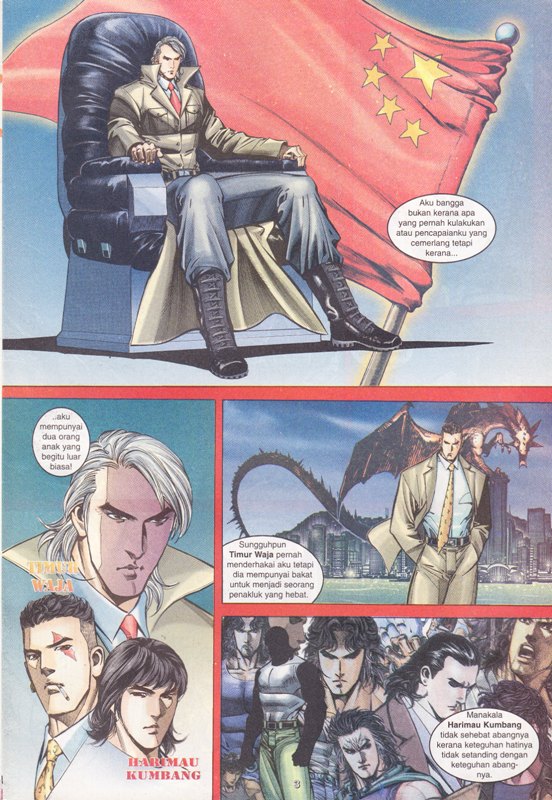 Aku bangga
bukan kerana apa
yang pernah kulakukan
atau pencapaianku yang
cemerlang tetapi
kerana...
..aku
mempunyai
dua orang
anak yang
begitu luar
biasa!
TIMUR
WAJA
HARIMAU
KUMBANG
Sungguhpun
Timur Waja pernah
menderhakai aku tetapi
dia mempunyai bakat
untuk menjadi seorang
penakluk yang hebat.
Manakala
Harimau Kumbang
tidak sehebat abangnya
kerana keteguhan hatinya
tidak setanding dengan
keteguhan abang-
nya.
3